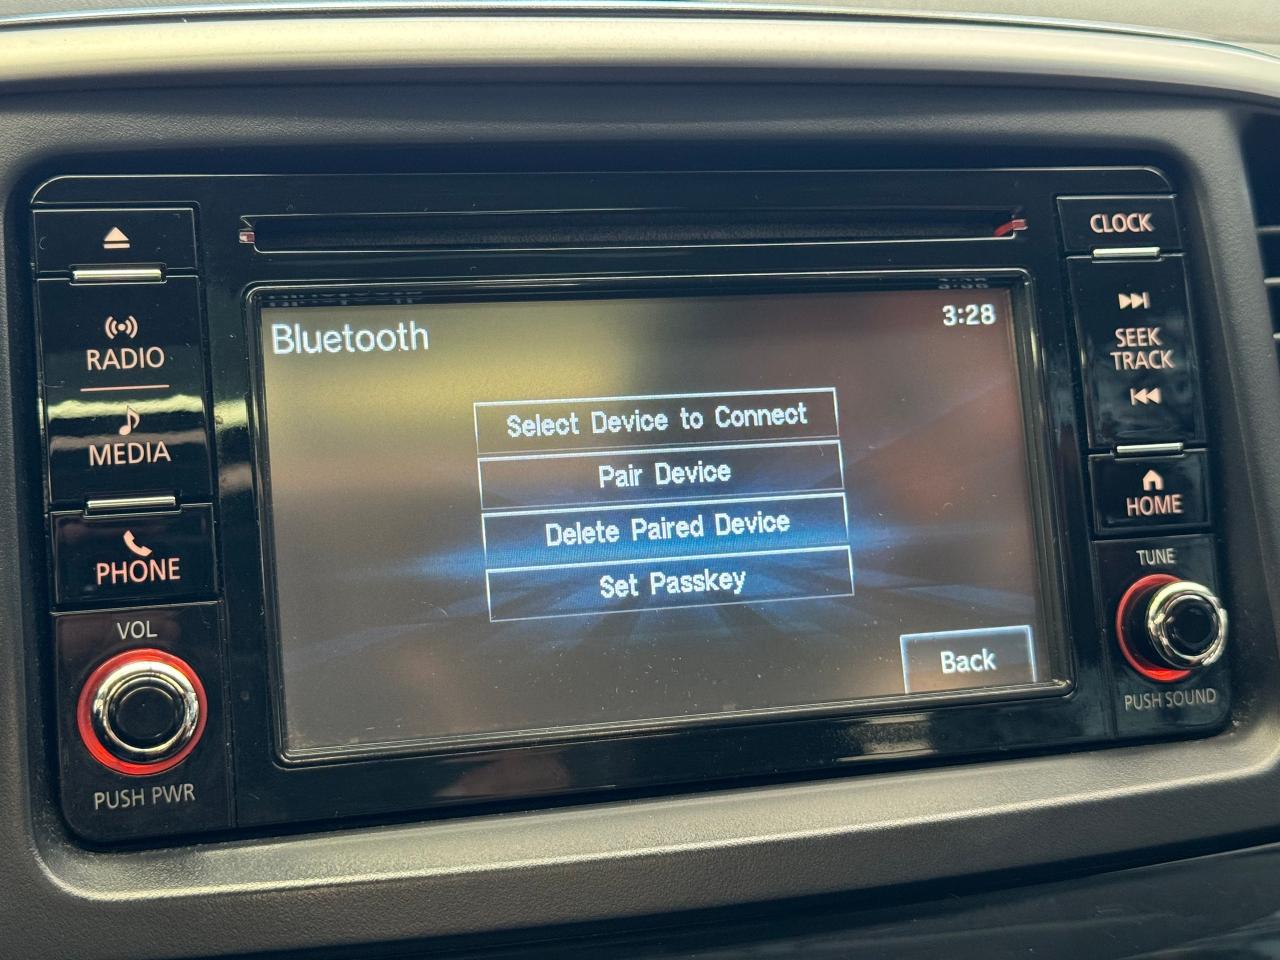 CLOCK
RADIO
MEDIA
PHONE
VOL
PUSH PWR
Bluetooth
3:28
Select Device to Connect
Pair Device
Delete Paired Device
Set Passkey
Back
SEEK
TRACK
HOME
TUNE
PUSH SOUND